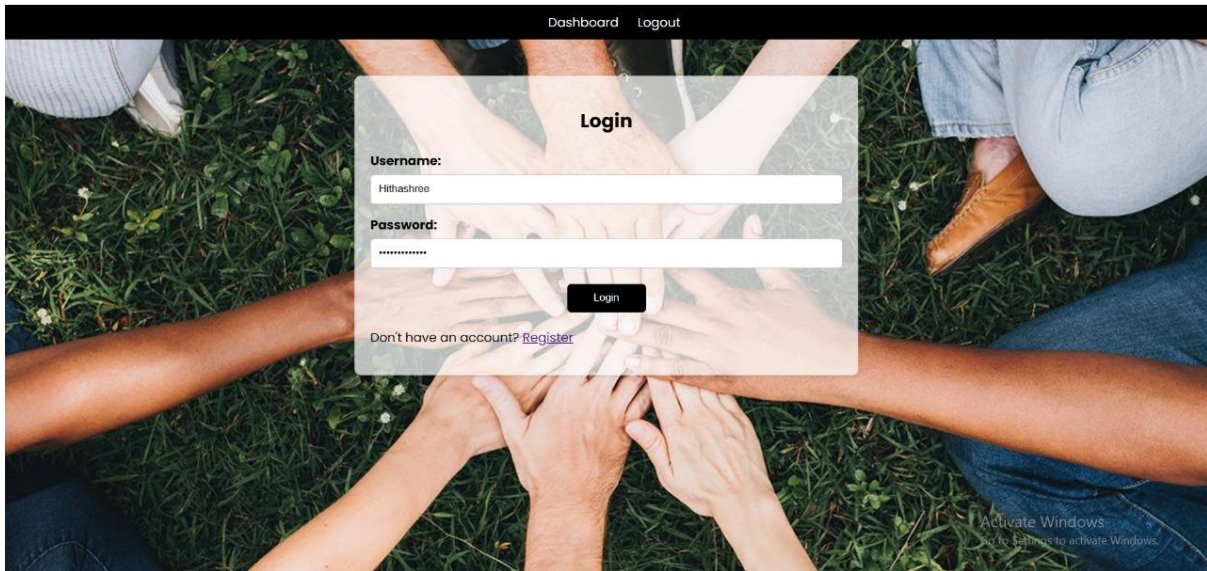 Dashboard Logout
Login
Username:
Hithashree
Password:
•••••••••••••
Login
Don't have an account? Register
Activate Windows
Go to Settings to activate Windows.